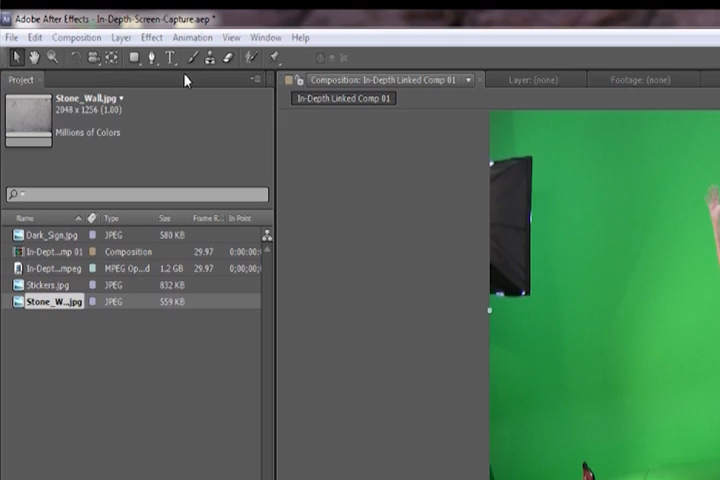 Adobe After Effects - In-Depth-Screen-Capture.aep *
File Edit Composition Layer Effect Animation View Window Help
Project
Composition: In-Depth Linked Comp 01
Layer: (none)
Footage: (none)
In-Depth Linked Comp 01
Stone_Wall.jpg
2048 x 1256 (1.00)
Millions of Colors
Name Type Size Frame R... In Point
Dark_Sign.jpg JPEG 580 KB
In-Dept...mp 01 Composition 29.97 0:00:00:
In-Dept...mpeg MPEG Op...d 1.2 GB 29.97 0;00;00;
Stickers.jpg JPEG 832 KB
Stone_W...jpg JPEG 559 KB